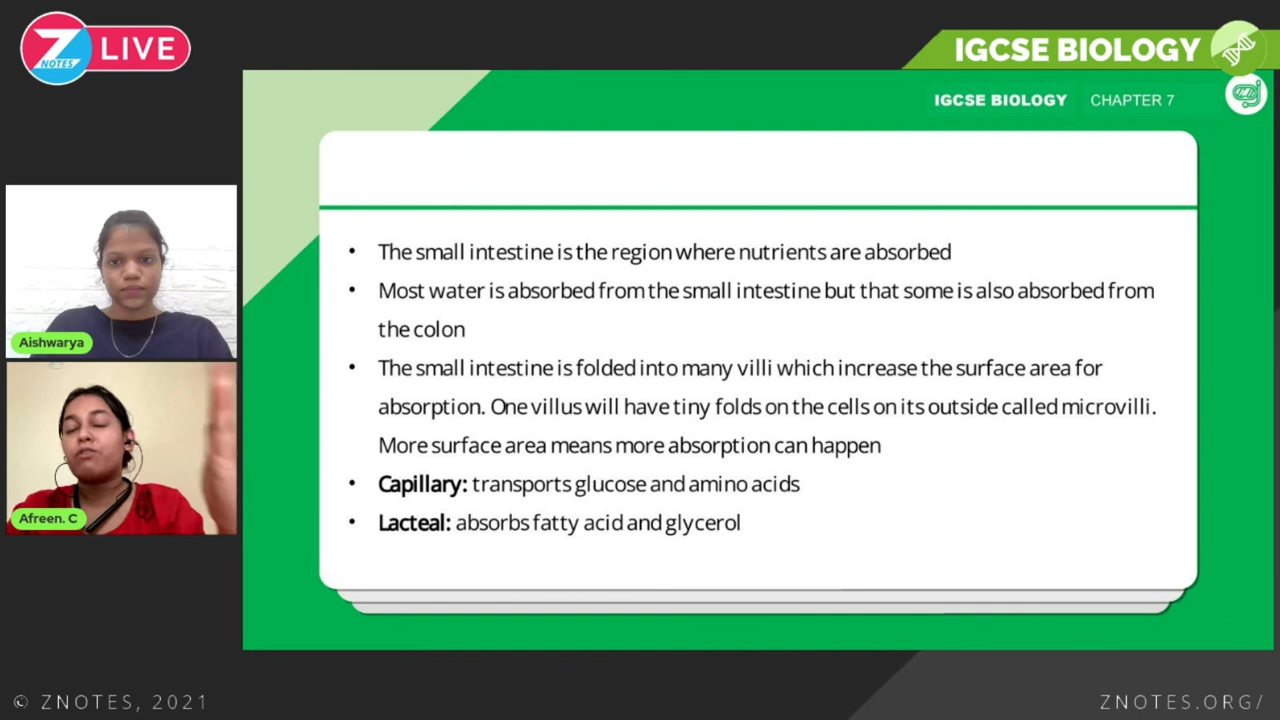 Z NOTES LIVE
IGCSE BIOLOGY
IGCSE BIOLOGY CHAPTER 7
• The small intestine is the region where nutrients are absorbed
• Most water is absorbed from the small intestine but that some is also absorbed from
the colon
• The small intestine is folded into many villi which increase the surface area for
absorption. One villus will have tiny folds on the cells on its outside called microvilli.
More surface area means more absorption can happen
• Capillary: transports glucose and amino acids
• Lacteal: absorbs fatty acid and glycerol
Aishwarya
Afreen. C
© ZNOTES, 2021
ZNOTES.ORG/